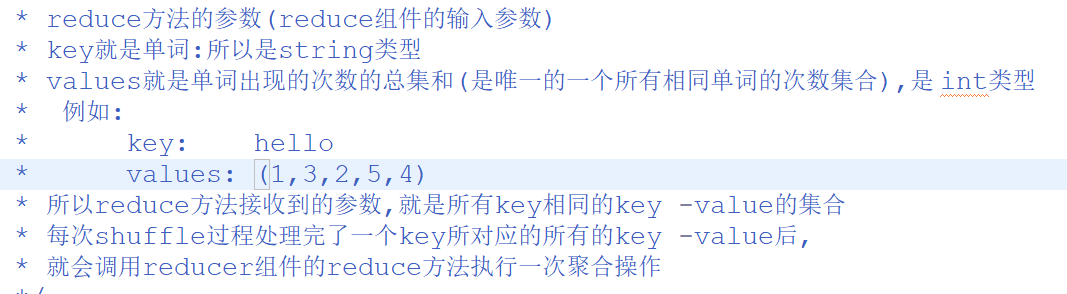 * reduce方法的参数(reduce组件的输入参数)
* key就是单词:所以是string类型
* values就是单词出现的次数的总集和(是唯一的一个所有相同单词的次数集合),是int类型
* 例如:
* key: hello
* values: (1,3,2,5,4)
* 所以reduce方法接收到的参数,就是所有key相同的key -value的集合
* 每次shuffle过程处理完了一个key所对应的所有的key -value后,
* 就会调用reducer组件的reduce方法执行一次聚合操作
*/